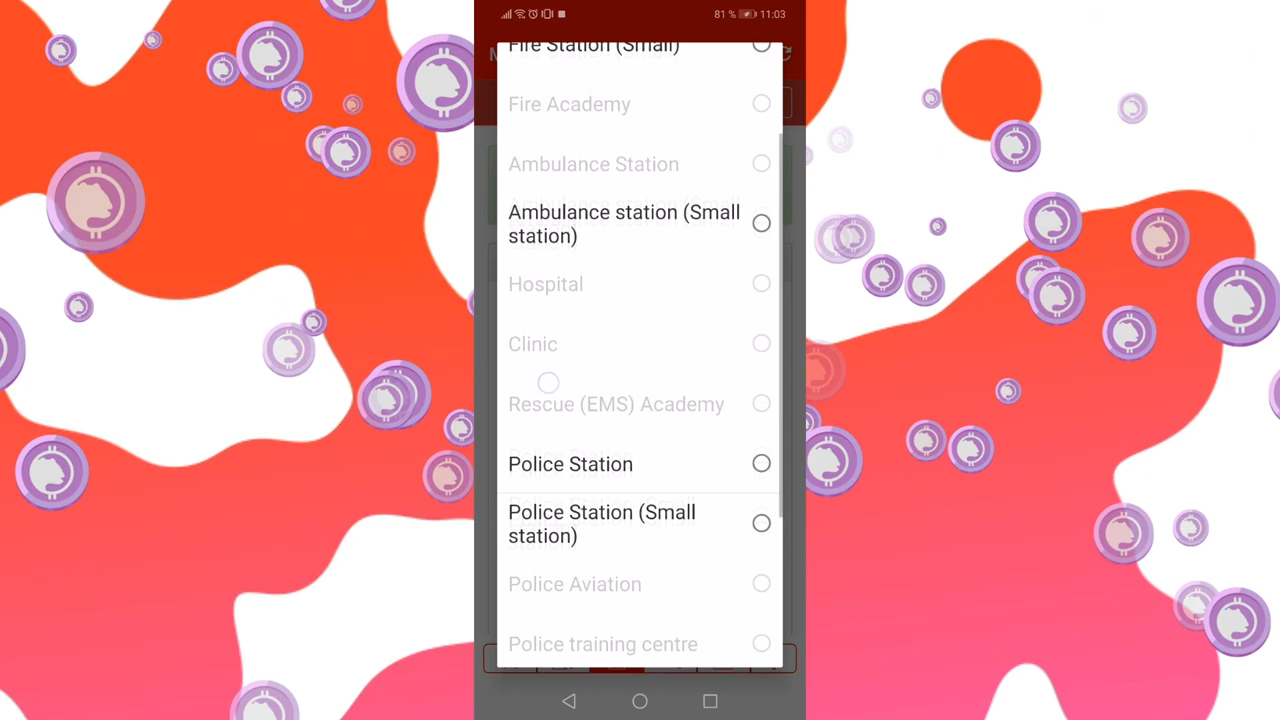 81 % 11:03
Fire Station (Small)
Fire Academy
Ambulance Station
Ambulance station (Small
station)
Hospital
Clinic
Rescue (EMS) Academy
Police Station
Police Station (Small
station)
Police Aviation
Police training centre